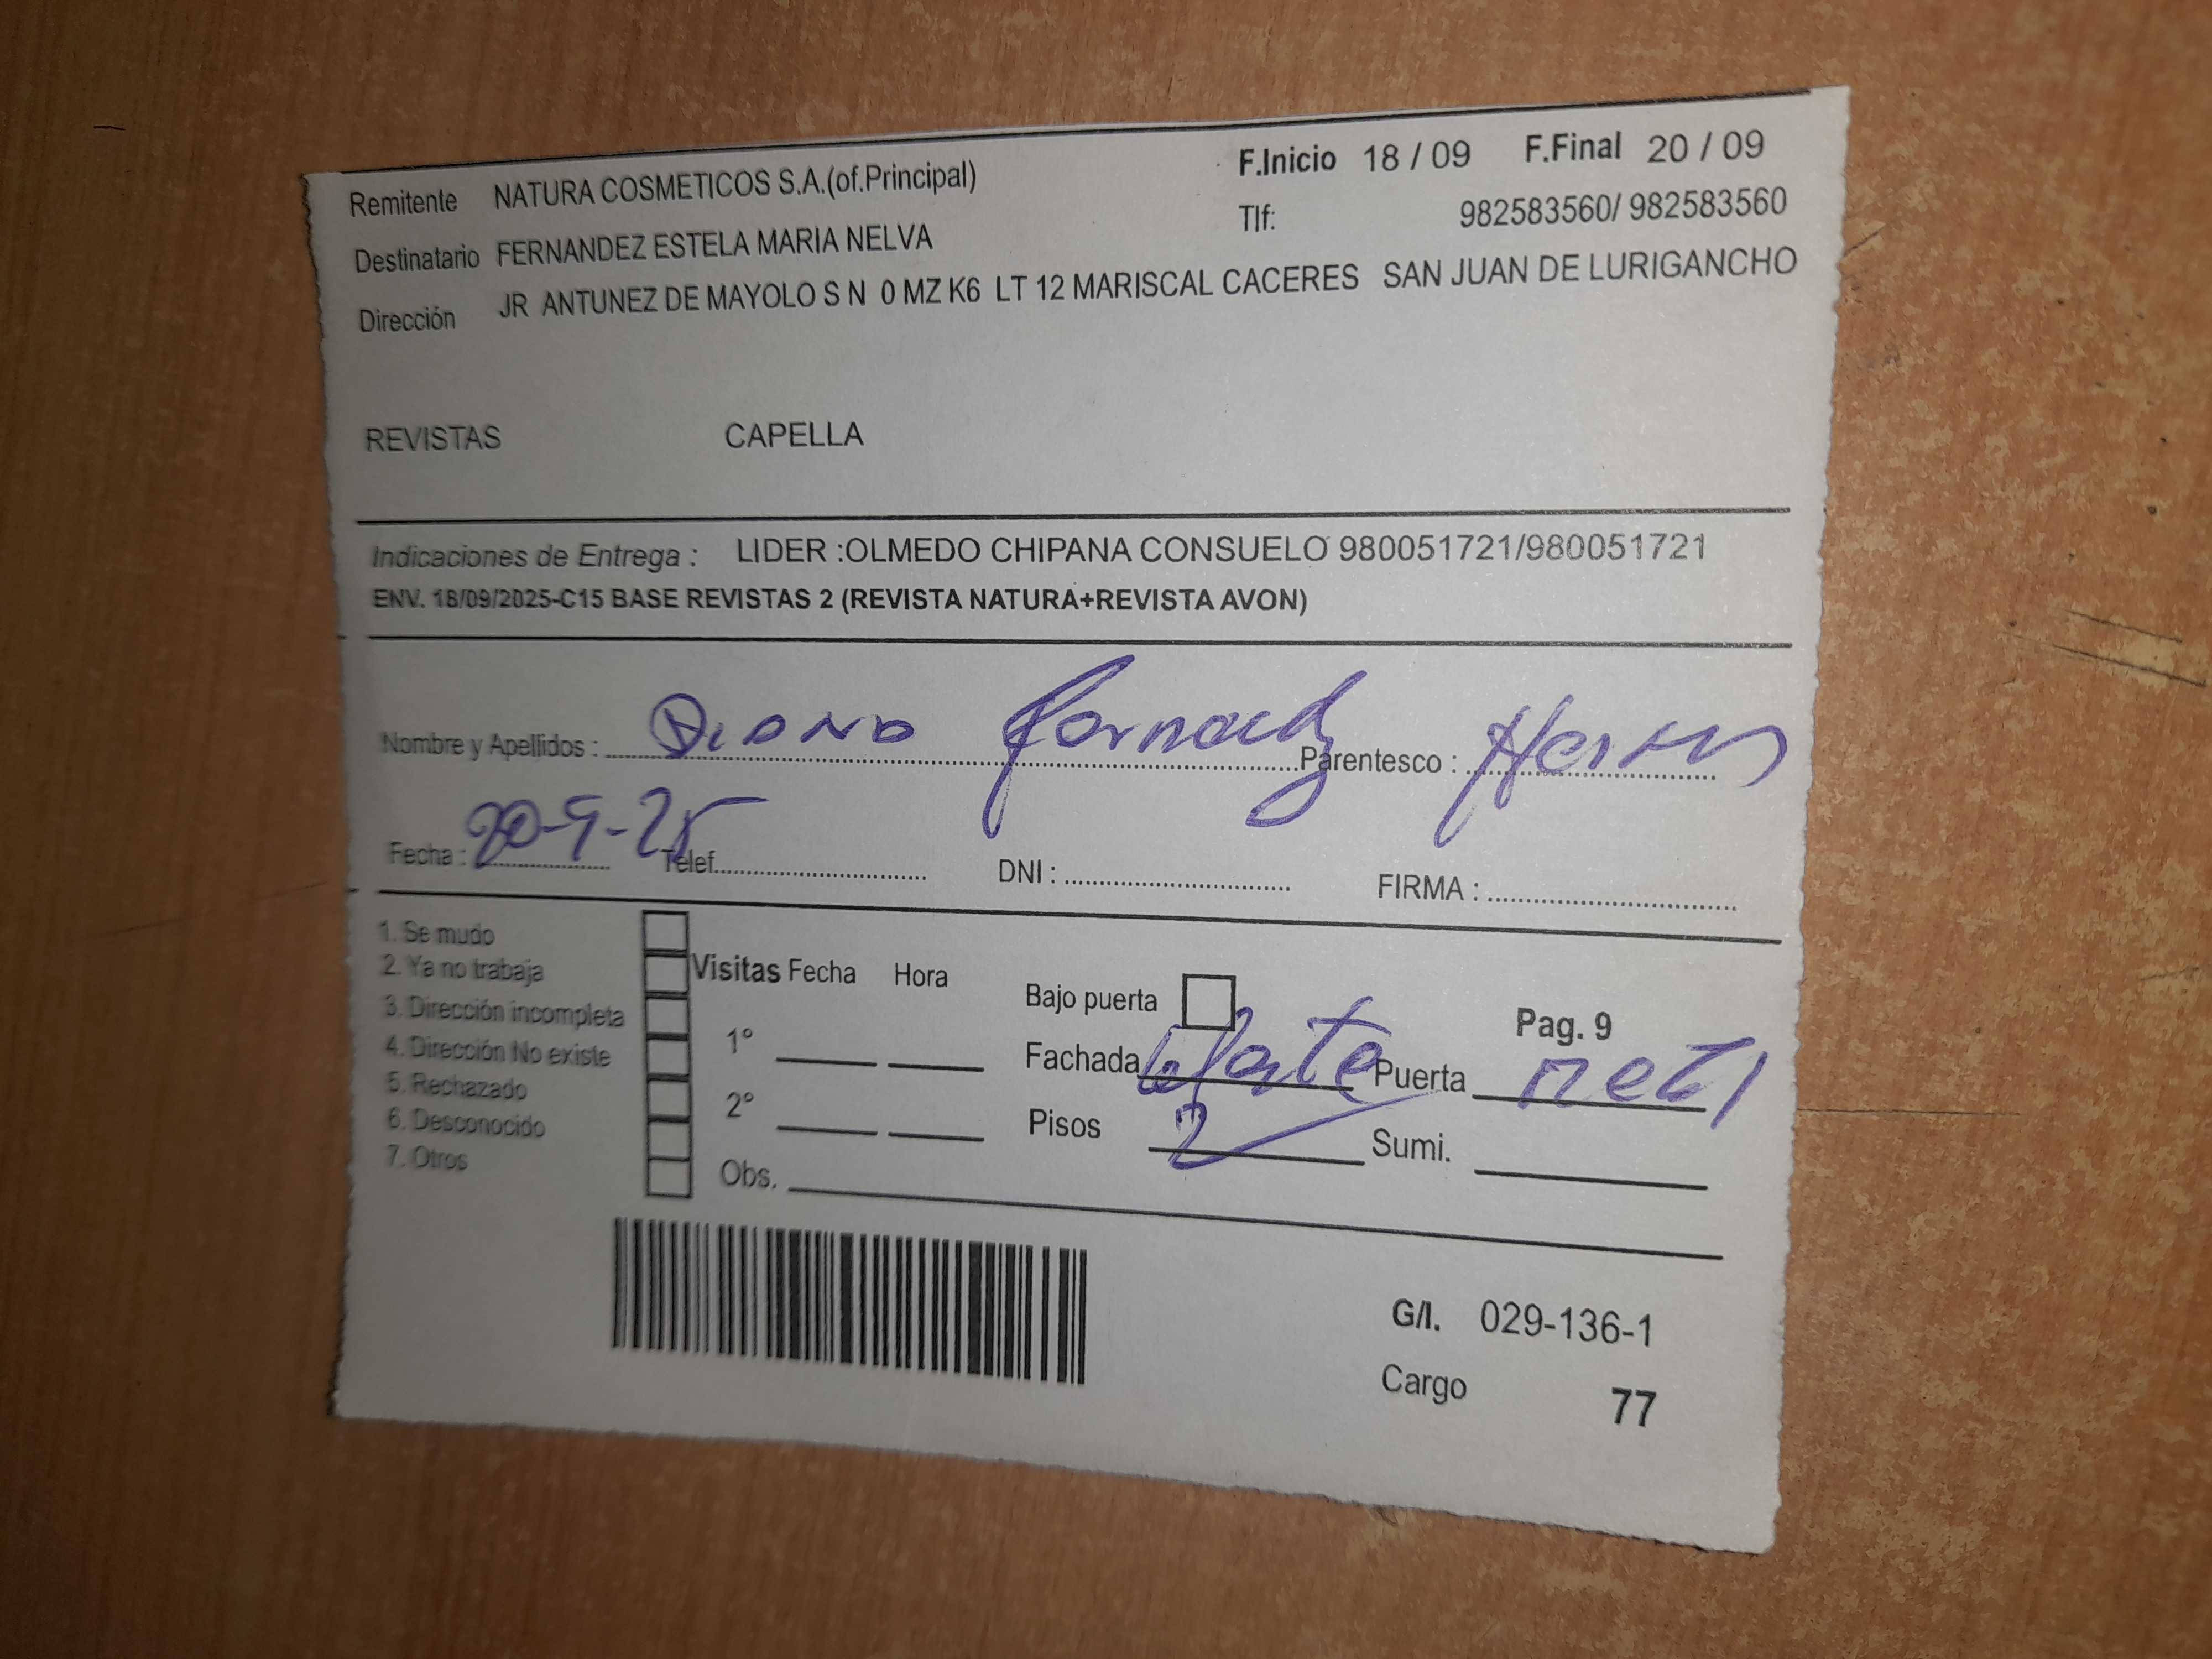 Remitente NATURA COSMETICOS S.A.(of.Principal) F.Inicio 18 / 09 F.Final 20 / 09
Destinatario FERNANDEZ ESTELA MARIA NELVA Tlf: 982583560/ 982583560
Dirección JR ANTUNEZ DE MAYOLO S N 0 MZ K6 LT 12 MARISCAL CACERES SAN JUAN DE LURIGANCHO
REVISTAS CAPELLA
Indicaciones de Entrega : LIDER :OLMEDO CHIPANA CONSUELO 980051721/980051721
ENV. 18/09/2025-C15 BASE REVISTAS 2 (REVISTA NATURA+REVISTA AVON)
Nombre y Apellidos : Parentesco :
Fecha : 20-9-25 Telef. DNI : FIRMA :
1. Se mudo
2. Ya no trabaja
3. Dirección incompleta
4. Dirección No existe
5. Rechazado
6. Desconocido
7. Otros
Visitas Fecha Hora
1°
2°
Obs.
Bajo puerta Pag. 9
Fachada Puerta
Pisos 2 Sumi.
G/I. 029-136-1
Cargo 77